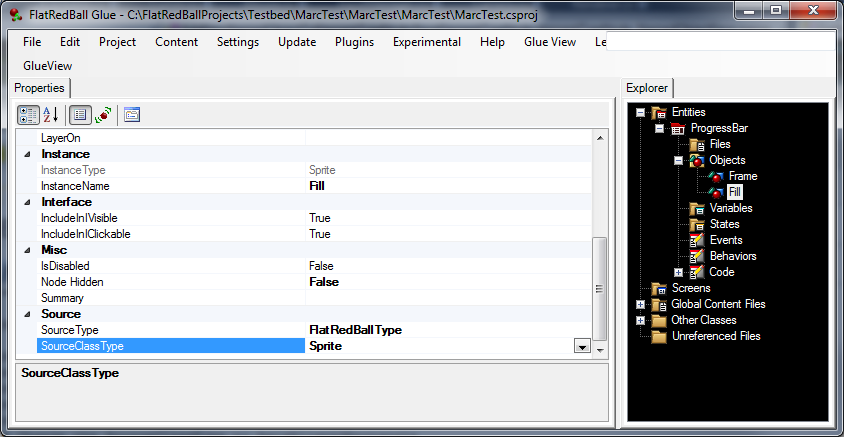 FlatRedBall Glue - C:\FlatRedBallProjects\Testbed\MarcTest\MarcTest\MarcTest\MarcTest.csproj
File Edit Project Content Settings Update Plugins Experimental Help Glue View Le
GlueView
Properties
LayerOn
Instance
InstanceType Sprite
InstanceName Fill
Interface
IncludeInIVisible True
IncludeInIClickable True
Misc
IsDisabled False
Node Hidden False
Summary
Source
SourceType FlatRedBallType
SourceClassType Sprite
SourceClassType
Explorer
Entities
ProgressBar
Files
Objects
Frame
Fill
Variables
States
Events
Behaviors
Code
Screens
Global Content Files
Other Classes
Unreferenced Files